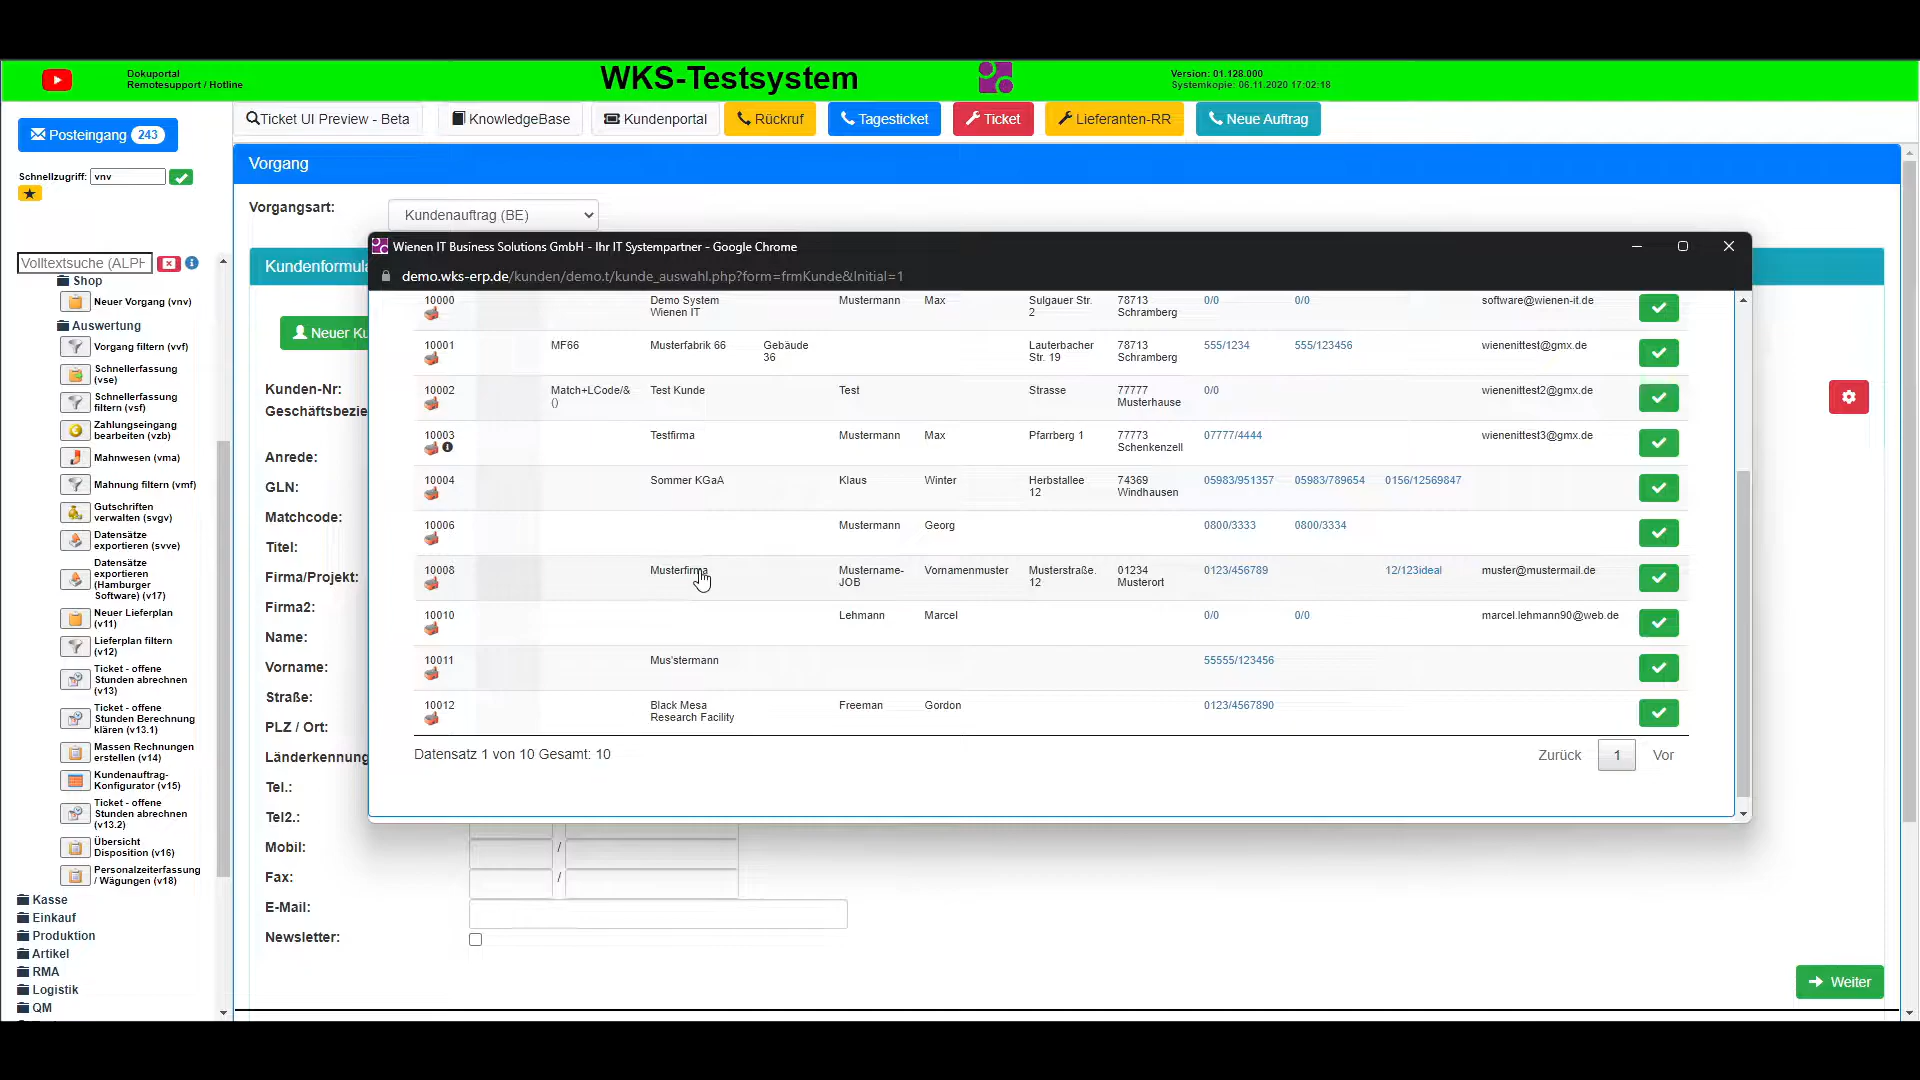 Dokuportal
Remotesupport / Hotline
WKS-Testsystem
Version: 01.128.000
Systemkopie: 06.11.2020 17:02:18
Posteingang 243
Ticket UI Preview - Beta
KnowledgeBase
Kundenportal
Rückruf
Tagesticket
Ticket
Lieferanten-RR
Neue Auftrag
Schnellzugriff: vnv
Vorgang
Vorgangsart: Kundenauftrag (BE)
Volltextsuche (ALPH
Shop
Neuer Vorgang (vnv)
Auswertung
Vorgang filtern (vvf)
Schnellerfassung
(vse)
Schnellerfassung
filtern (vsf)
Zahlungseingang
bearbeiten (vzb)
Mahnwesen (vma)
Mahnung filtern (vmf)
Gutschriften
verwalten (svgv)
Datensätze
exportieren (svve)
Datensätze
exportieren
(Hamburger
Software) (v17)
Neuer Lieferplan
(v11)
Lieferplan filtern
(v12)
Ticket - offene
Stunden abrechnen
(v13)
Ticket - offene
Stunden Berechnung
klären (v13.1)
Massen Rechnungen
erstellen (v14)
Kundenauftrag-
Konfigurator (v15)
Ticket - offene
Stunden abrechnen
(v13.2)
Übersicht
Disposition (v16)
Personalzeiterfassung
/ Wägungen (v18)
Kasse
Einkauf
Produktion
Artikel
RMA
Logistik
QM
Kundenformula
Neuer Ku
Kunden-Nr:
Geschäftsbezie
Anrede:
GLN:
Matchcode:
Titel:
Firma/Projekt:
Firma2:
Name:
Vorname:
Straße:
PLZ / Ort:
Länderkennung
Tel.:
Tel2.:
Mobil: /
Fax: /
E-Mail:
Newsletter:
Weiter
Wienen IT Business Solutions GmbH - Ihr IT Systempartner - Google Chrome
demo.wks-erp.de/kunden/demo.t/kunde_auswahl.php?form=frmKunde&Initial=1
10000 Demo System Mustermann Max Sulgauer Str. 78713 0/0 0/0 software@wienen-it.de
Wienen IT 2 Schramberg
10001 MF66 Musterfabrik 66 Gebäude Lauterbacher 78713 555/1234 555/123456 wienenittest@gmx.de
36 Str. 19 Schramberg
10002 Match+LCode/& Test Kunde Test Strasse 77777 0/0 wienenittest2@gmx.de
() Musterhause
10003 Testfirma Mustermann Max Pfarrberg 1 77773 07777/4444 wienenittest3@gmx.de
Schenkenzell
10004 Sommer KGaA Klaus Winter Herbstallee 74369 05983/951357 05983/789654 0156/12569847
12 Windhausen
10006 Mustermann Georg 0800/3333 0800/3334
10008 Musterfirma Mustername- Vornamenmuster Musterstraße. 01234 0123/456789 12/123ideal muster@mustermail.de
JOB 12 Musterort
10010 Lehmann Marcel 0/0 0/0 marcel.lehmann90@web.de
10011 Mus'stermann 55555/123456
10012 Black Mesa Freeman Gordon 0123/4567890
Research Facility
Datensatz 1 von 10 Gesamt: 10
Zurück 1 Vor